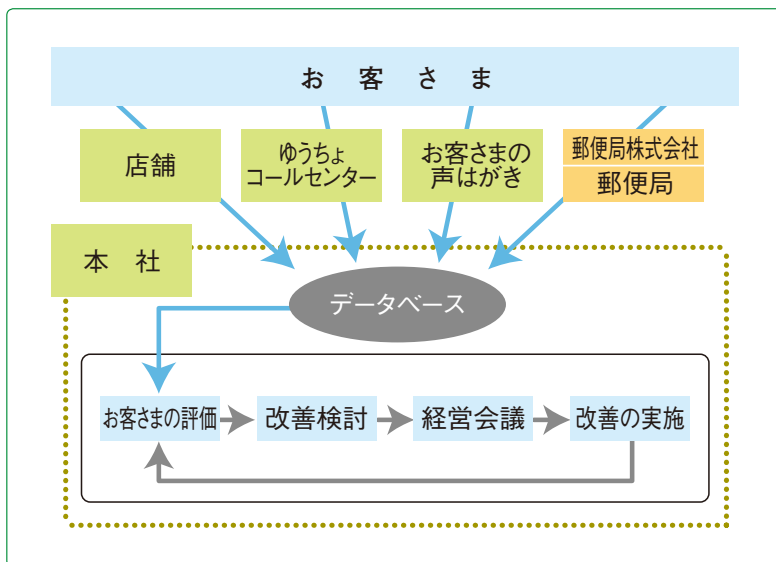 お客さま
店舗
ゆうちょ
コールセンター
お客さまの
声はがき
郵便局株式会社
郵便局
本 社
データベース
お客さまの評価
改善検討
経営会議
改善の実施